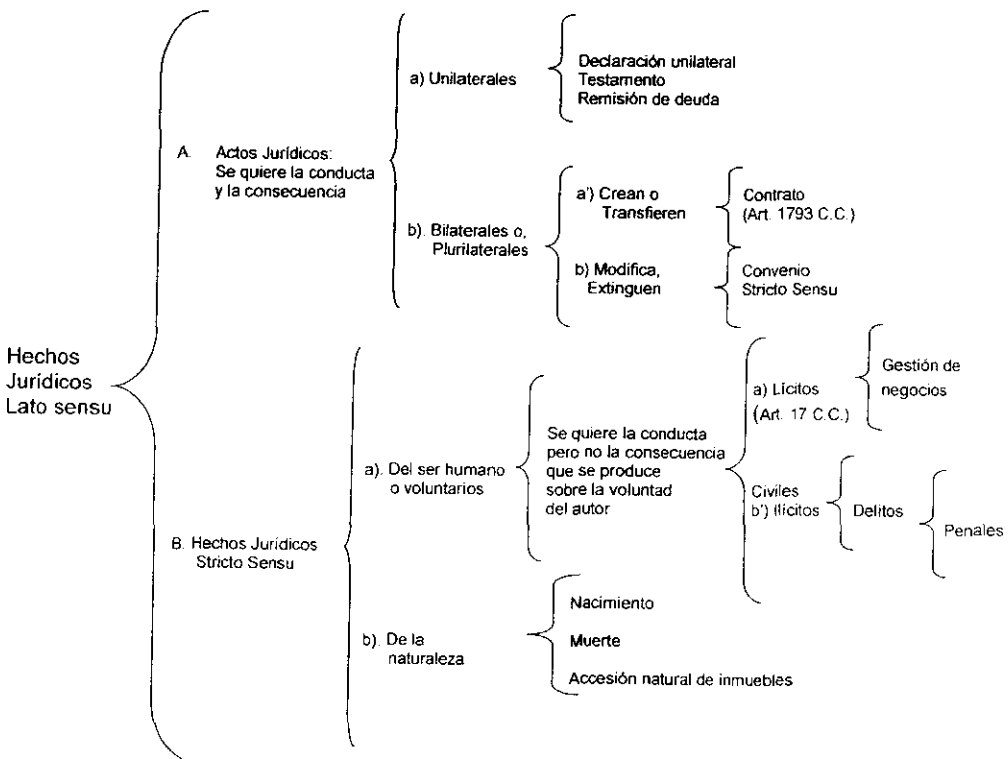 Hechos
Jurídicos
Lato sensu
A. Actos Jurídicos:
Se quiere la conducta
y la consecuencia
a) Unilaterales
Declaración unilateral
Testamento
Remisión de deuda
b). Bilaterales o,
Plurilaterales
a') Crean o
Transfieren
Contrato
(Art. 1793 C.C.)
b) Modifica,
Extinguen
Convenio
Stricto Sensu
B. Hechos Jurídicos
Stricto Sensu
a). Del ser humano
o voluntarios
Se quiere la conducta
pero no la consecuencia
que se produce
sobre la voluntad
del autor
a) Lícitos
(Art. 17 C.C.)
Gestión de
negocios
Civiles
b') Ilícitos
Delitos
Penales
b). De la
naturaleza
Nacimiento
Muerte
Accesión natural de inmuebles